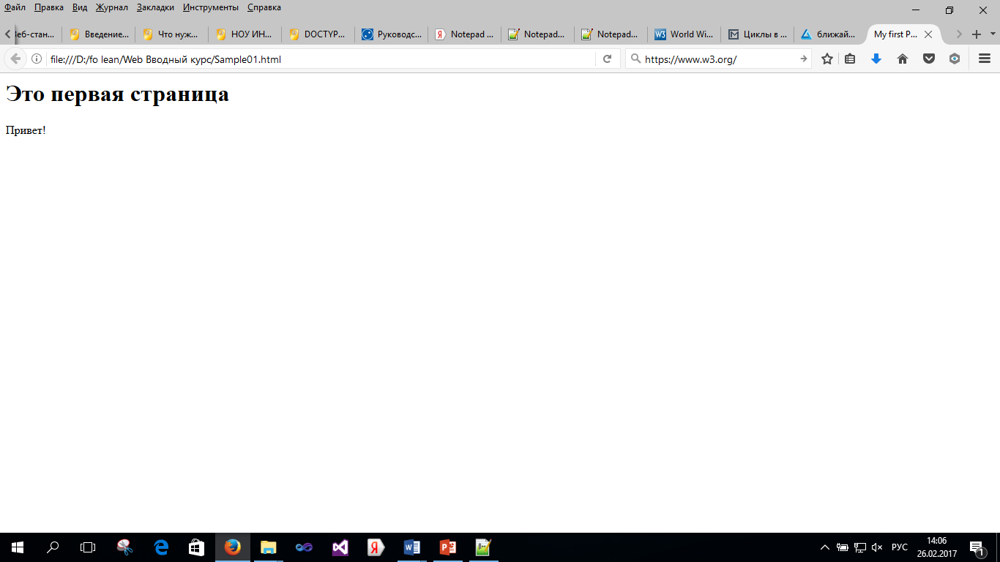 Файл Правка Вид Журнал Закладки Инструменты Справка
Веб-стан... Введение... Что нуж... НОУ ИН... DOCTYP... Руководс... Notepad ... Notepad... Notepad... World Wi... Циклы в ... ближай... My first P...
file:///D:/fo lean/Web Вводный курс/Sample01.html https://www.w3.org/
Это первая страница
Привет!
РУС 14:06
26.02.2017